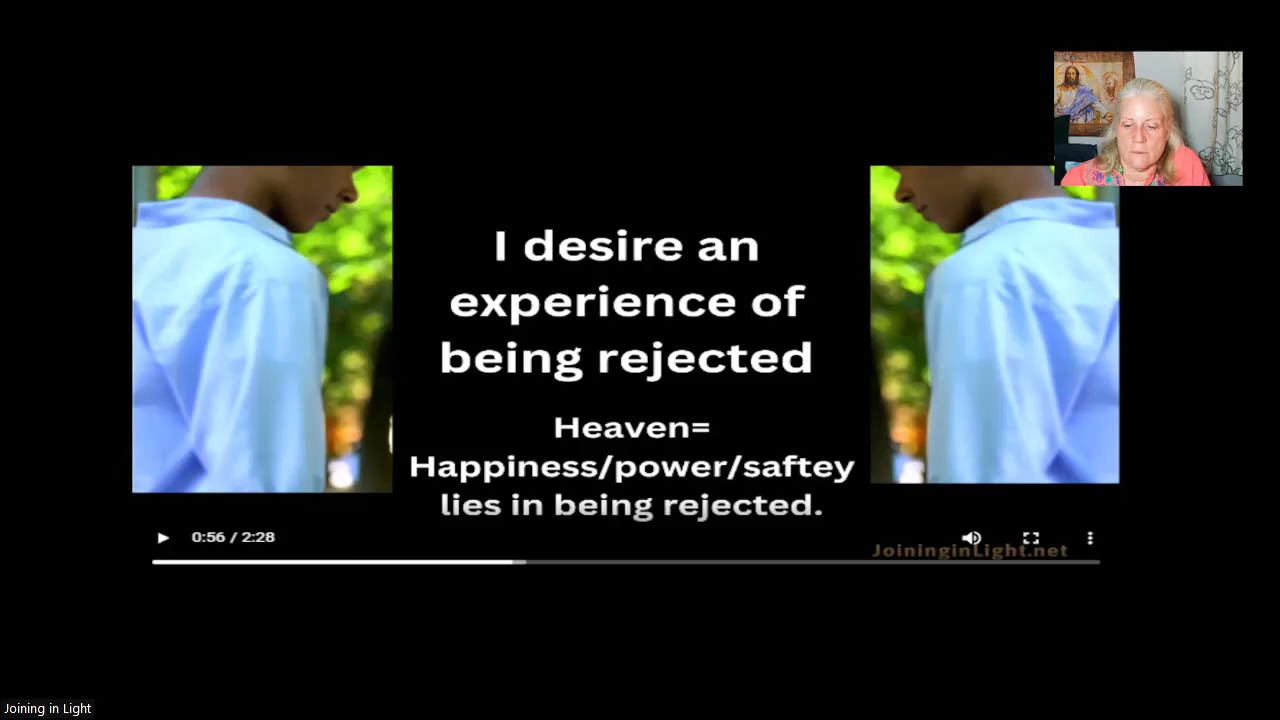 I desire an
experience of
being rejected
Heaven=
Happiness/power/saftey
lies in being rejected.
0:56 / 2:28
JoininginLight.net
Joining in Light